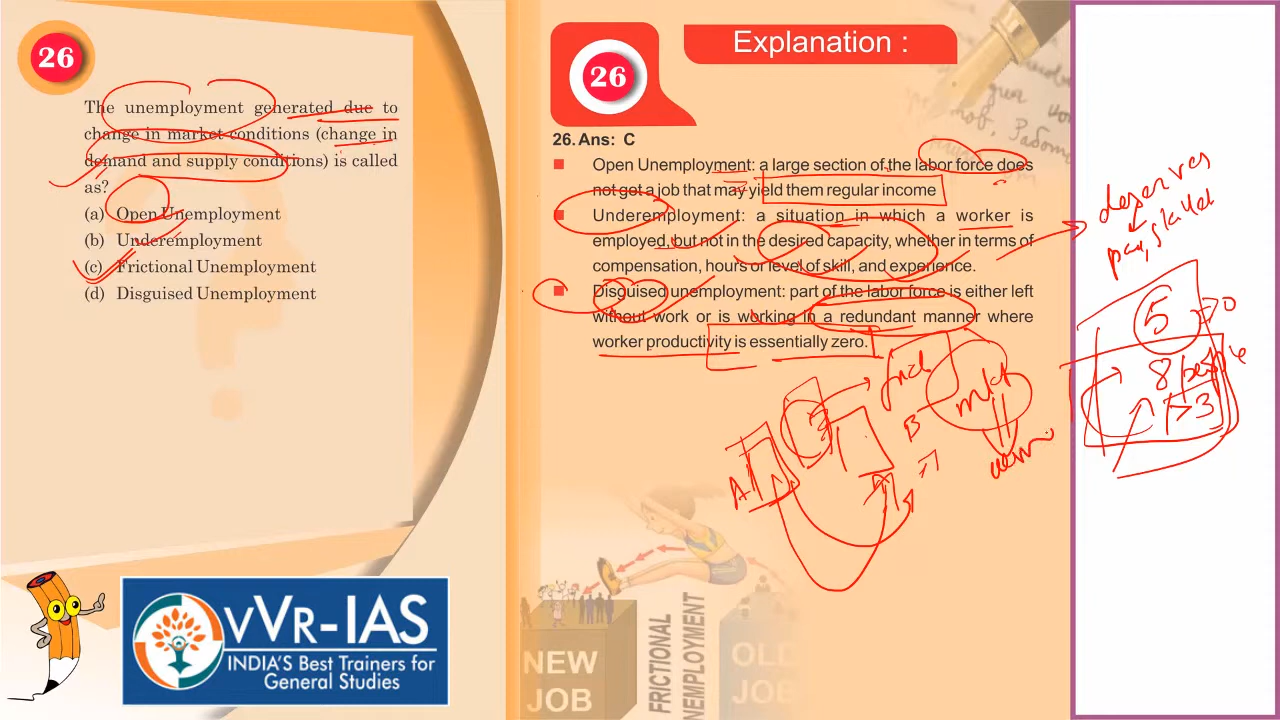 26
The unemployment generated due to
change in market conditions (change in
demand and supply conditions) is called
as?
(a) Open Unemployment
(b) Underemployment
(c) Frictional Unemployment
(d) Disguised Unemployment
vVr-IAS
INDIA'S Best Trainers for
General Studies
Explanation :
26
26. Ans: C
Open Unemployment: a large section of the labor force does
not get a job that may yield them regular income
Underemployment: a situation in which a worker is
employed, but not in the desired capacity, whether in terms of
compensation, hours or level of skill, and experience.
Disguised unemployment: part of the labor force is either left
without work or is working in a redundant manner where
worker productivity is essentially zero.
A
B
mkt
5
8 people
>3
NEW
JOB
FRICTIONAL
NEMPLOYMENT
OLD
JOB